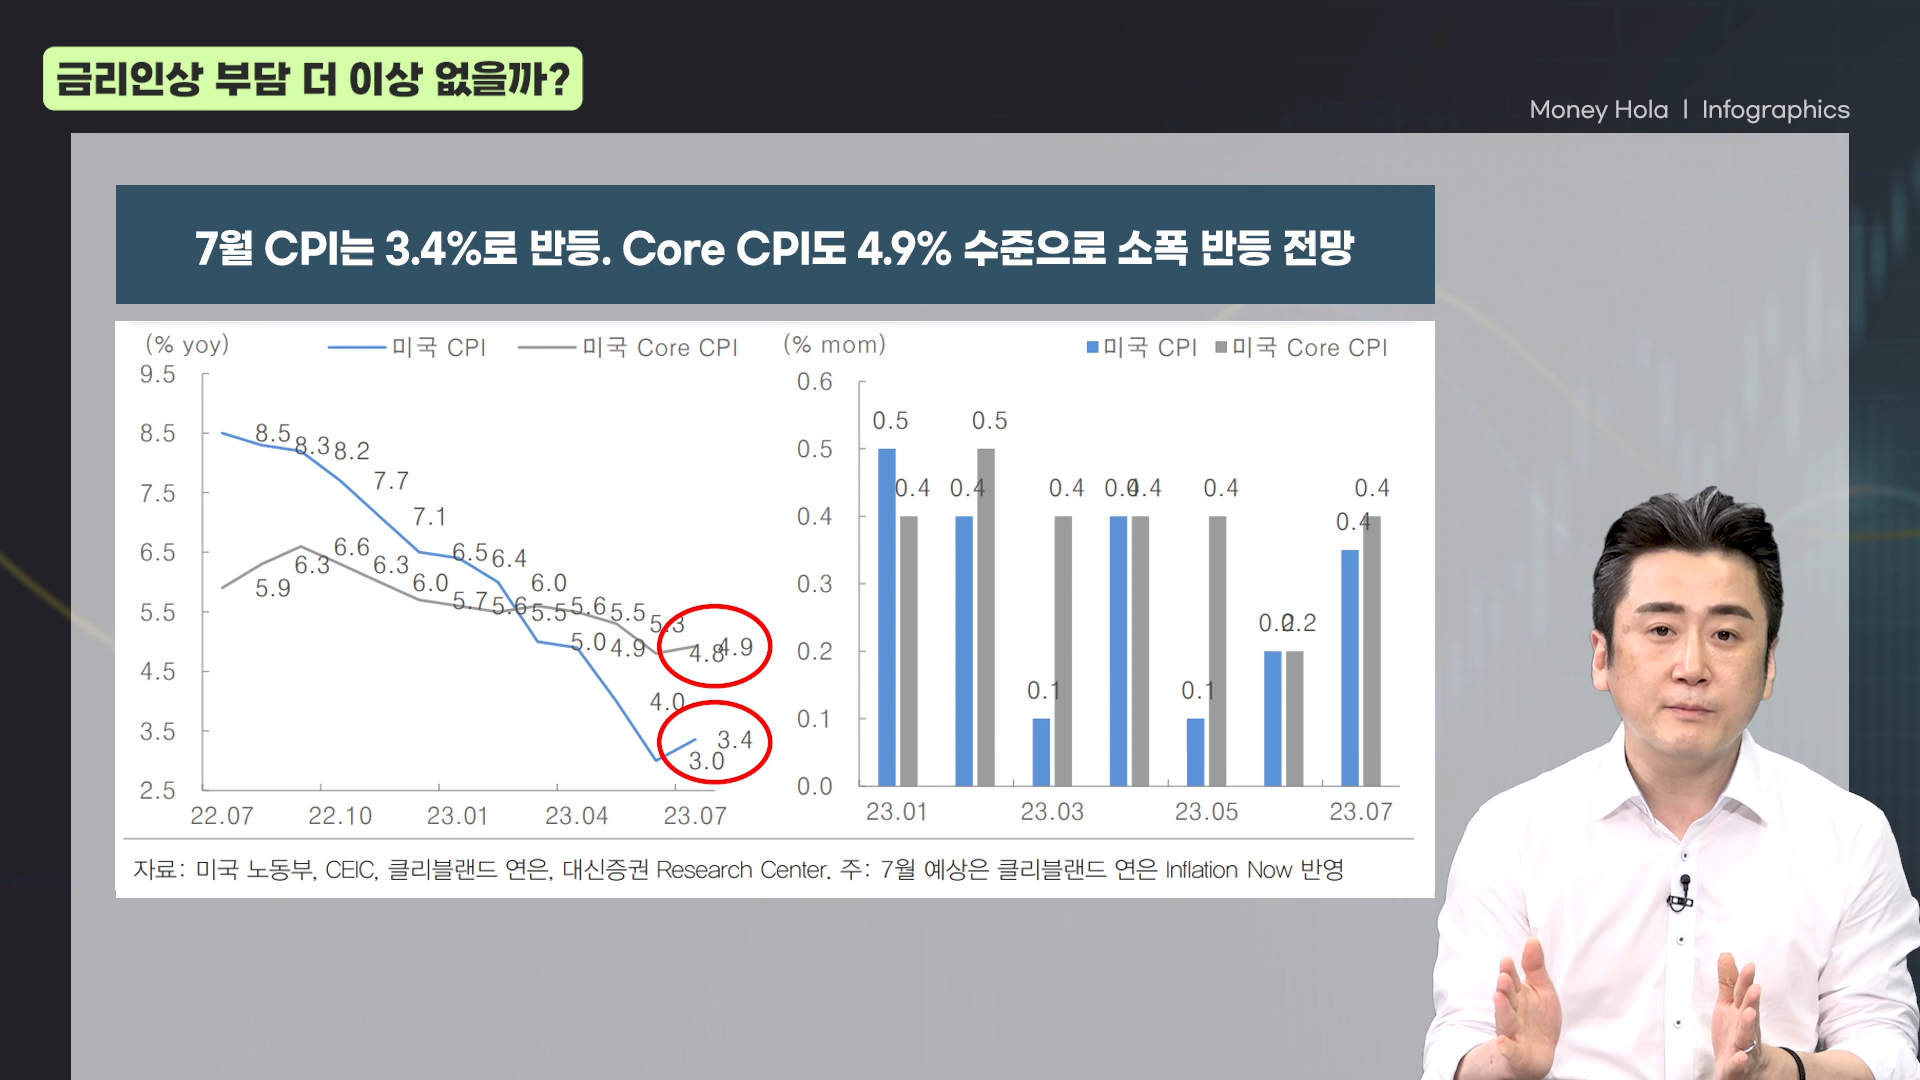 금리인상 부담 더 이상 없을까?
Money Hola | Infographics
7월 CPI는 3.4%로 반등. Core CPI도 4.9% 수준으로 소폭 반등 전망
(% yoy)
미국 CPI 미국 Core CPI
9.5
8.5
7.5
6.5
5.5
4.5
3.5
2.5
8.5 8.3 8.2 7.7 7.1 6.5 6.4 6.0 5.0 4.9 4.0 3.0 3.4
5.9 6.3 6.6 6.3 6.0 5.7 5.6 5.5 5.6 5.5 5.3 4.8 4.9
22.07 22.10 23.01 23.04 23.07
(% mom)
미국 CPI 미국 Core CPI
0.6
0.5
0.4
0.3
0.2
0.1
0.0
0.5 0.4 0.4 0.5 0.1 0.4 0.4 0.4 0.1 0.4 0.2 0.2 0.4 0.4
23.01 23.03 23.05 23.07
자료: 미국 노동부, CEIC, 클리블랜드 연은, 대신증권 Research Center. 주: 7월 예상은 클리블랜드 연은 Inflation Now 반영